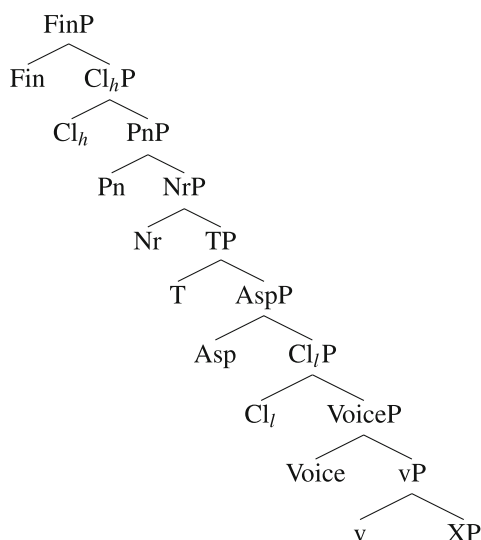 FinP
Fin Cl_hP
Cl_h PnP
Pn NrP
Nr TP
T AspP
Asp Cl_lP
Cl_l VoiceP
Voice vP
v XP